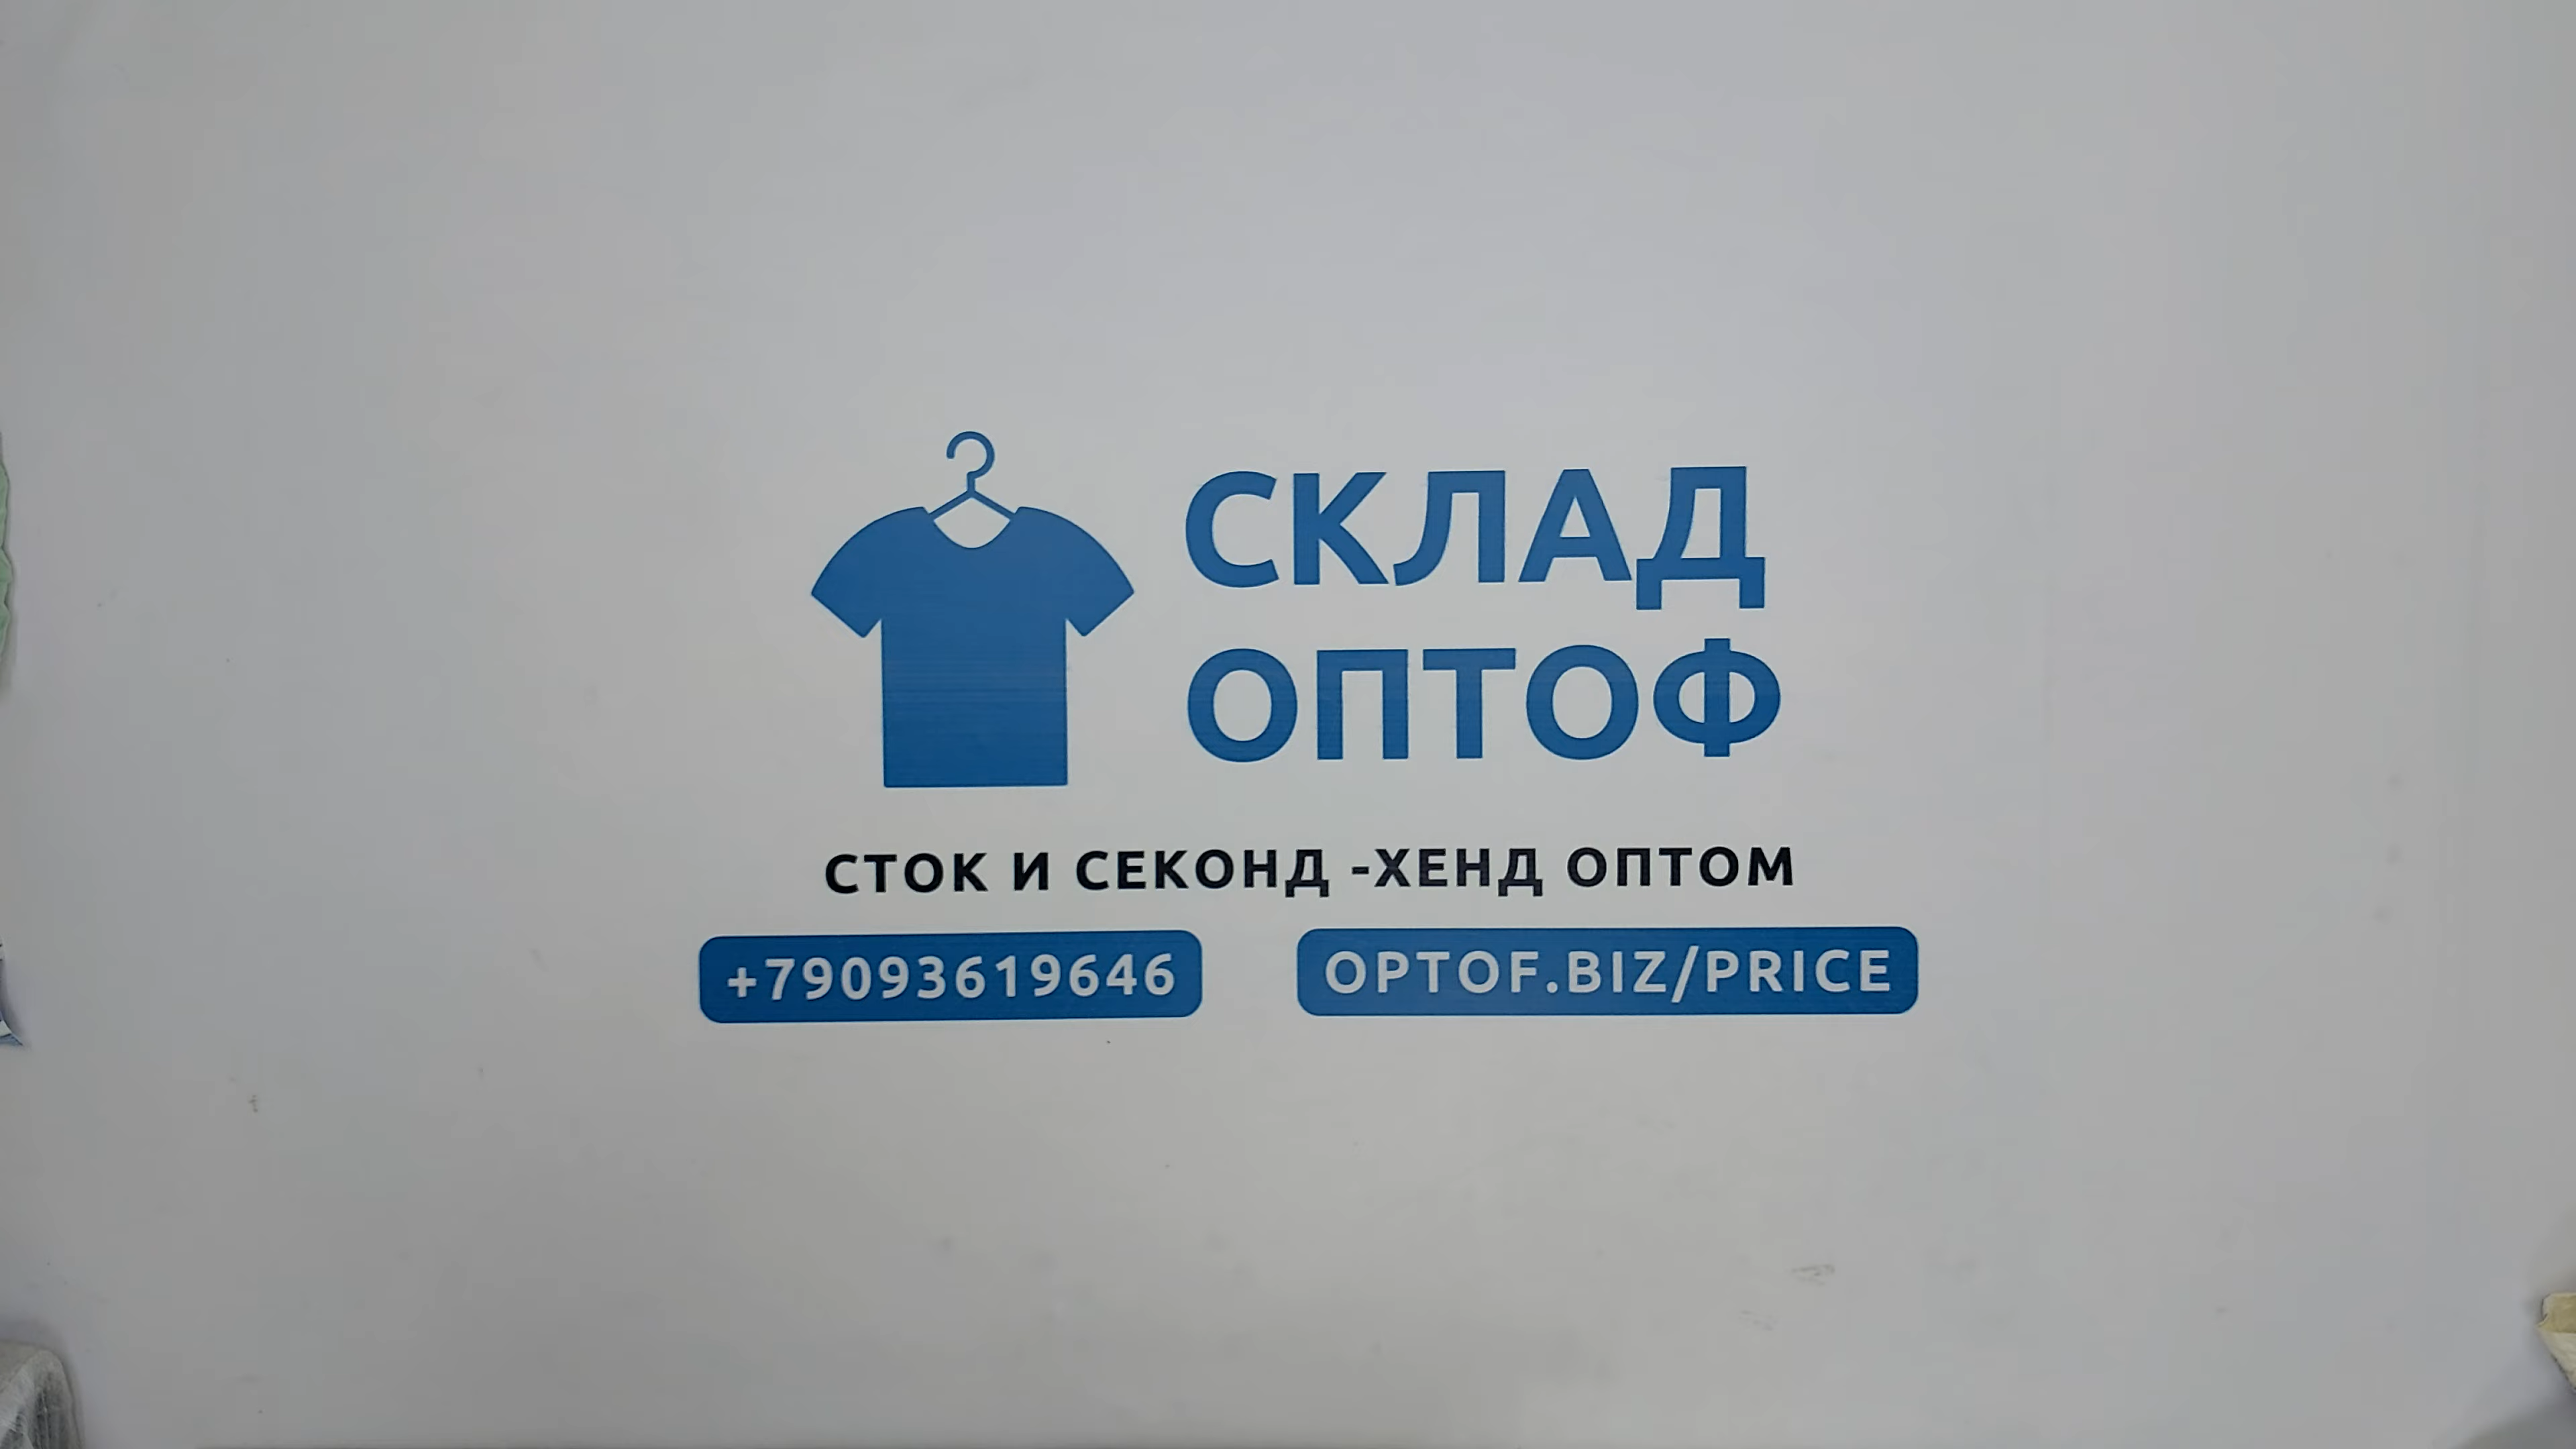 СКЛАД
ОПТОФ
СТОК И СЕКОНД -ХЕНД ОПТОМ
+79093619646
OPTOF.BIZ/PRICE